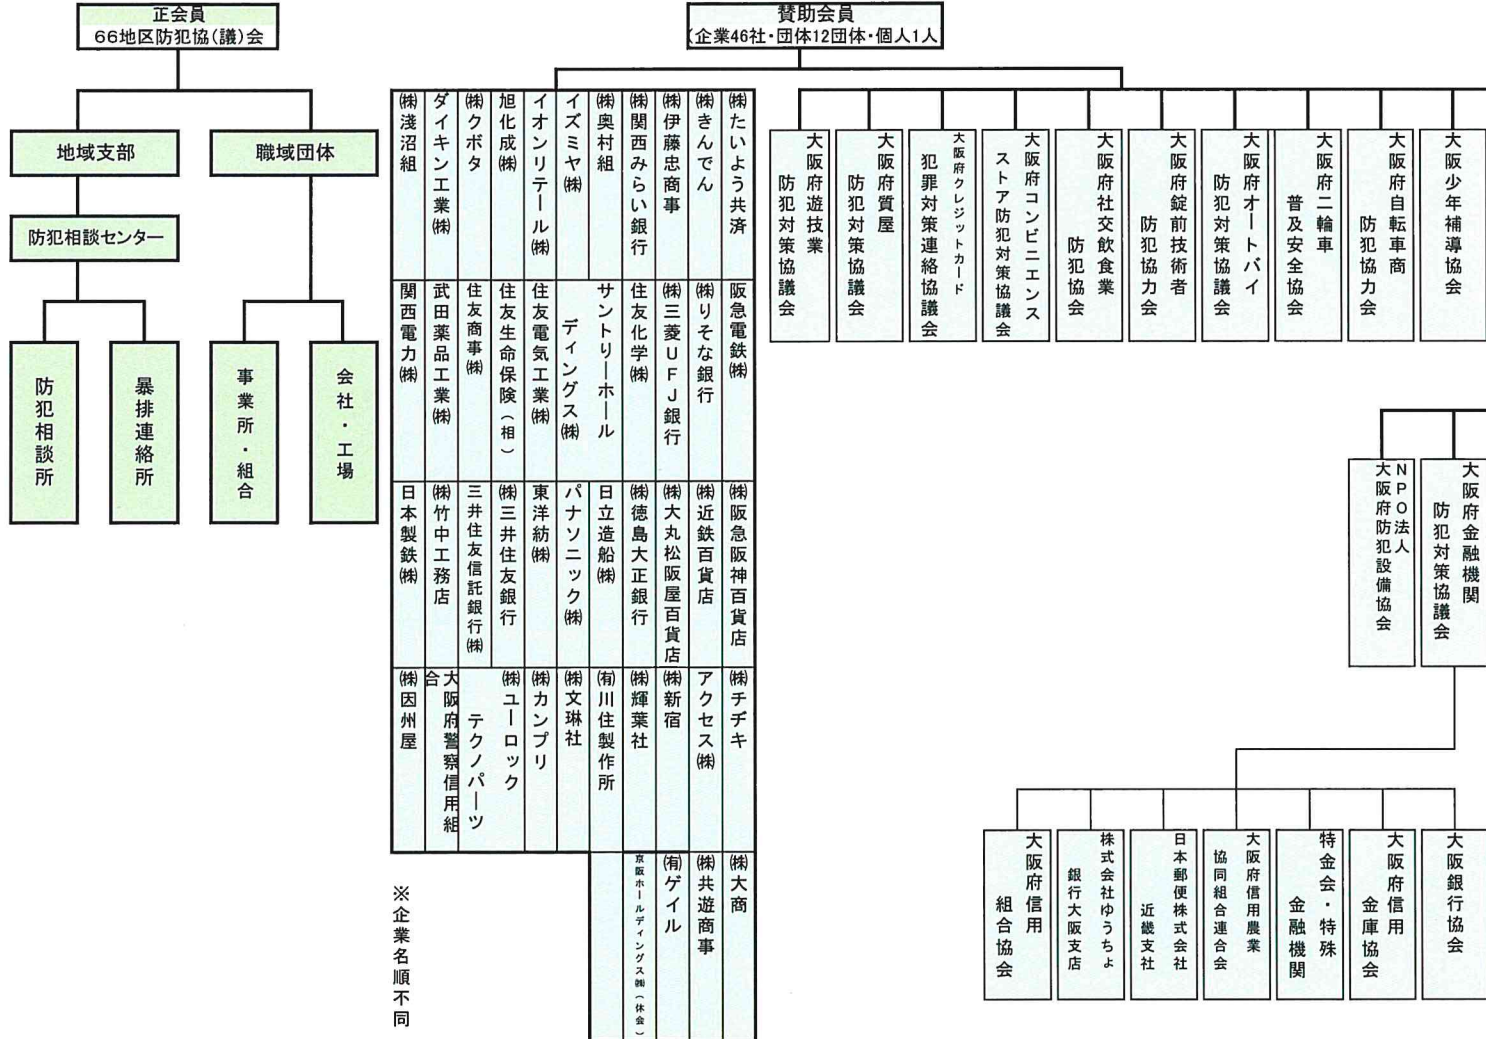 正会員
66地区防犯協(議)会
地域支部
職域団体
防犯相談センター
防犯相談所
暴排連絡所
事業所・組合
会社・工場
賛助会員
(企業46社・団体12団体・個人1人
㈱たいよう共済
㈱きんでん
㈱伊藤忠商事
㈱関西みらい銀行
㈱奥村組
イズミヤ㈱
イオンリテール㈱
旭化成㈱
㈱クボタ
ダイキン工業㈱
㈱淺沼組
阪急電鉄㈱
㈱りそな銀行
㈱三菱UFJ銀行
住友化学㈱
サントリーホール
ディングス㈱
住友電気工業㈱
住友生命保険(相)
住友商事㈱
武田薬品工業㈱
関西電力㈱
㈱阪急阪神百貨店
㈱近鉄百貨店
㈱大丸松阪屋百貨店
㈱徳島大正銀行
日立造船㈱
パナソニック㈱
東洋紡㈱
㈱三井住友銀行
三井住友信託銀行㈱
㈱竹中工務店
日本製鉄㈱
㈱チヂキ
アクセス㈱
㈱新宿
㈱輝葉社
㈲川住製作所
㈱文琳社
㈱カンプリ
㈱ユーロック
テクノパーツ
大阪府警察信用組
合
㈱因州屋
㈱大商
㈱共遊商事
㈲ゲイル
京阪ホールディングス㈱(休会)
※企業名順不同
大阪少年補導協会
大阪府自転車商
防犯協力会
大阪府二輪車
普及安全協会
大阪府オートバイ
防犯対策協議会
大阪府錠前技術者
防犯協力会
大阪府社交飲食業
防犯協会
大阪府コンビニエンス
ストア防犯対策協議会
大阪府クレジットカード
犯罪対策連絡協議会
大阪府質屋
防犯対策協議会
大阪府遊技業
防犯対策協議会
大阪府金融機関
防犯対策協議会
NPO法人
大阪府防犯設備協会
大阪銀行協会
大阪府信用
金庫協会
特金会・特殊
金融機関
大阪府信用農業
協同組合連合会
日本郵便株式会社
近畿支社
株式会社ゆうちょ
銀行大阪支店
大阪府信用
組合協会